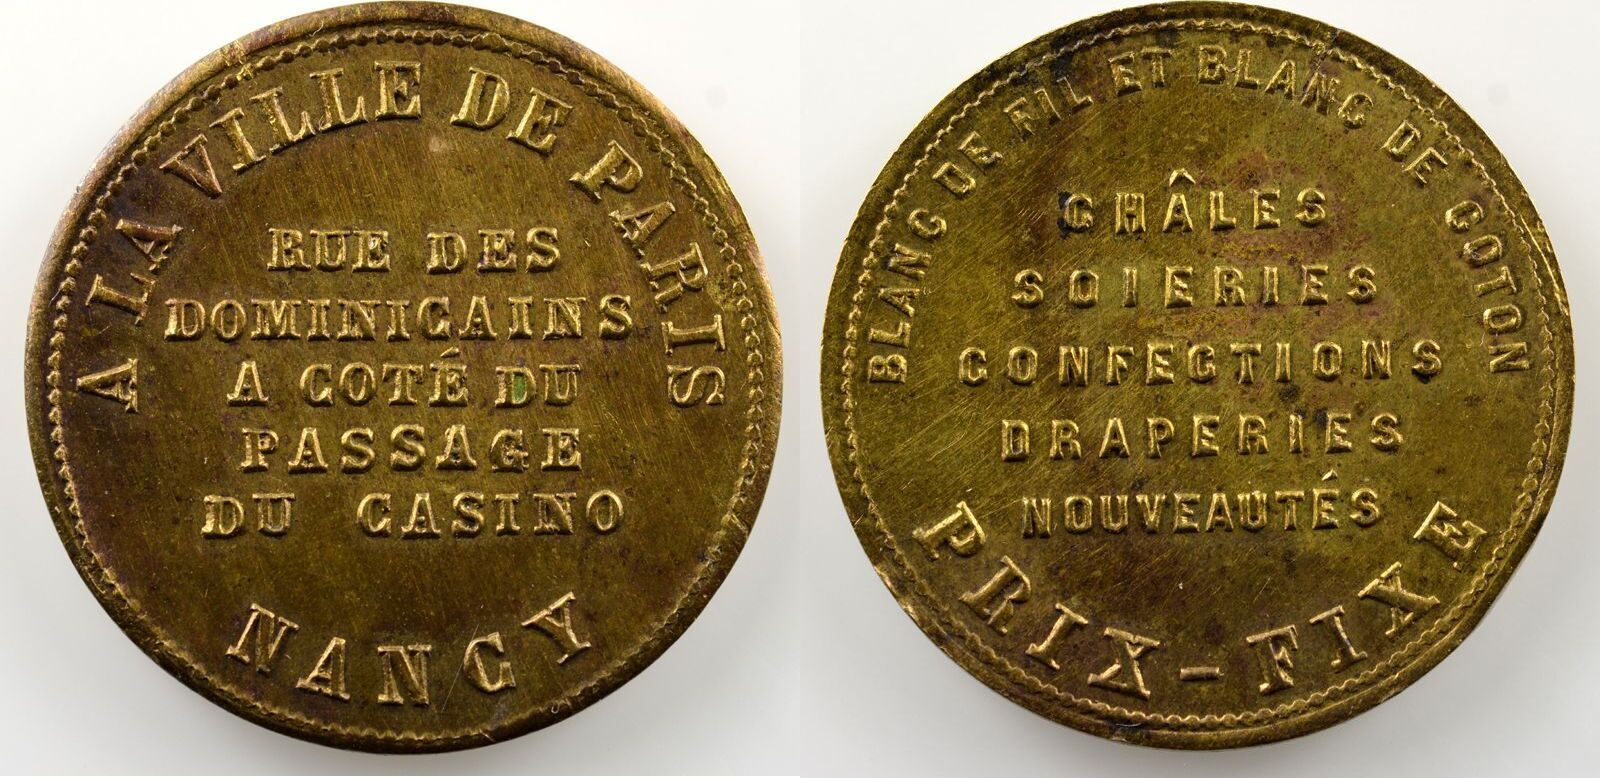 A LA VILLE DE PARIS
RUE DES
DOMINICAINS
A COTÉ DU
PASSAGE
DU CASINO
NANCY
BLANC DE FIL ET BLANC DE COTON
CHÂLES
SOIERIES
CONFECTIONS
DRAPERIES
NOUVEAUTÉS
PRIX-FIXE